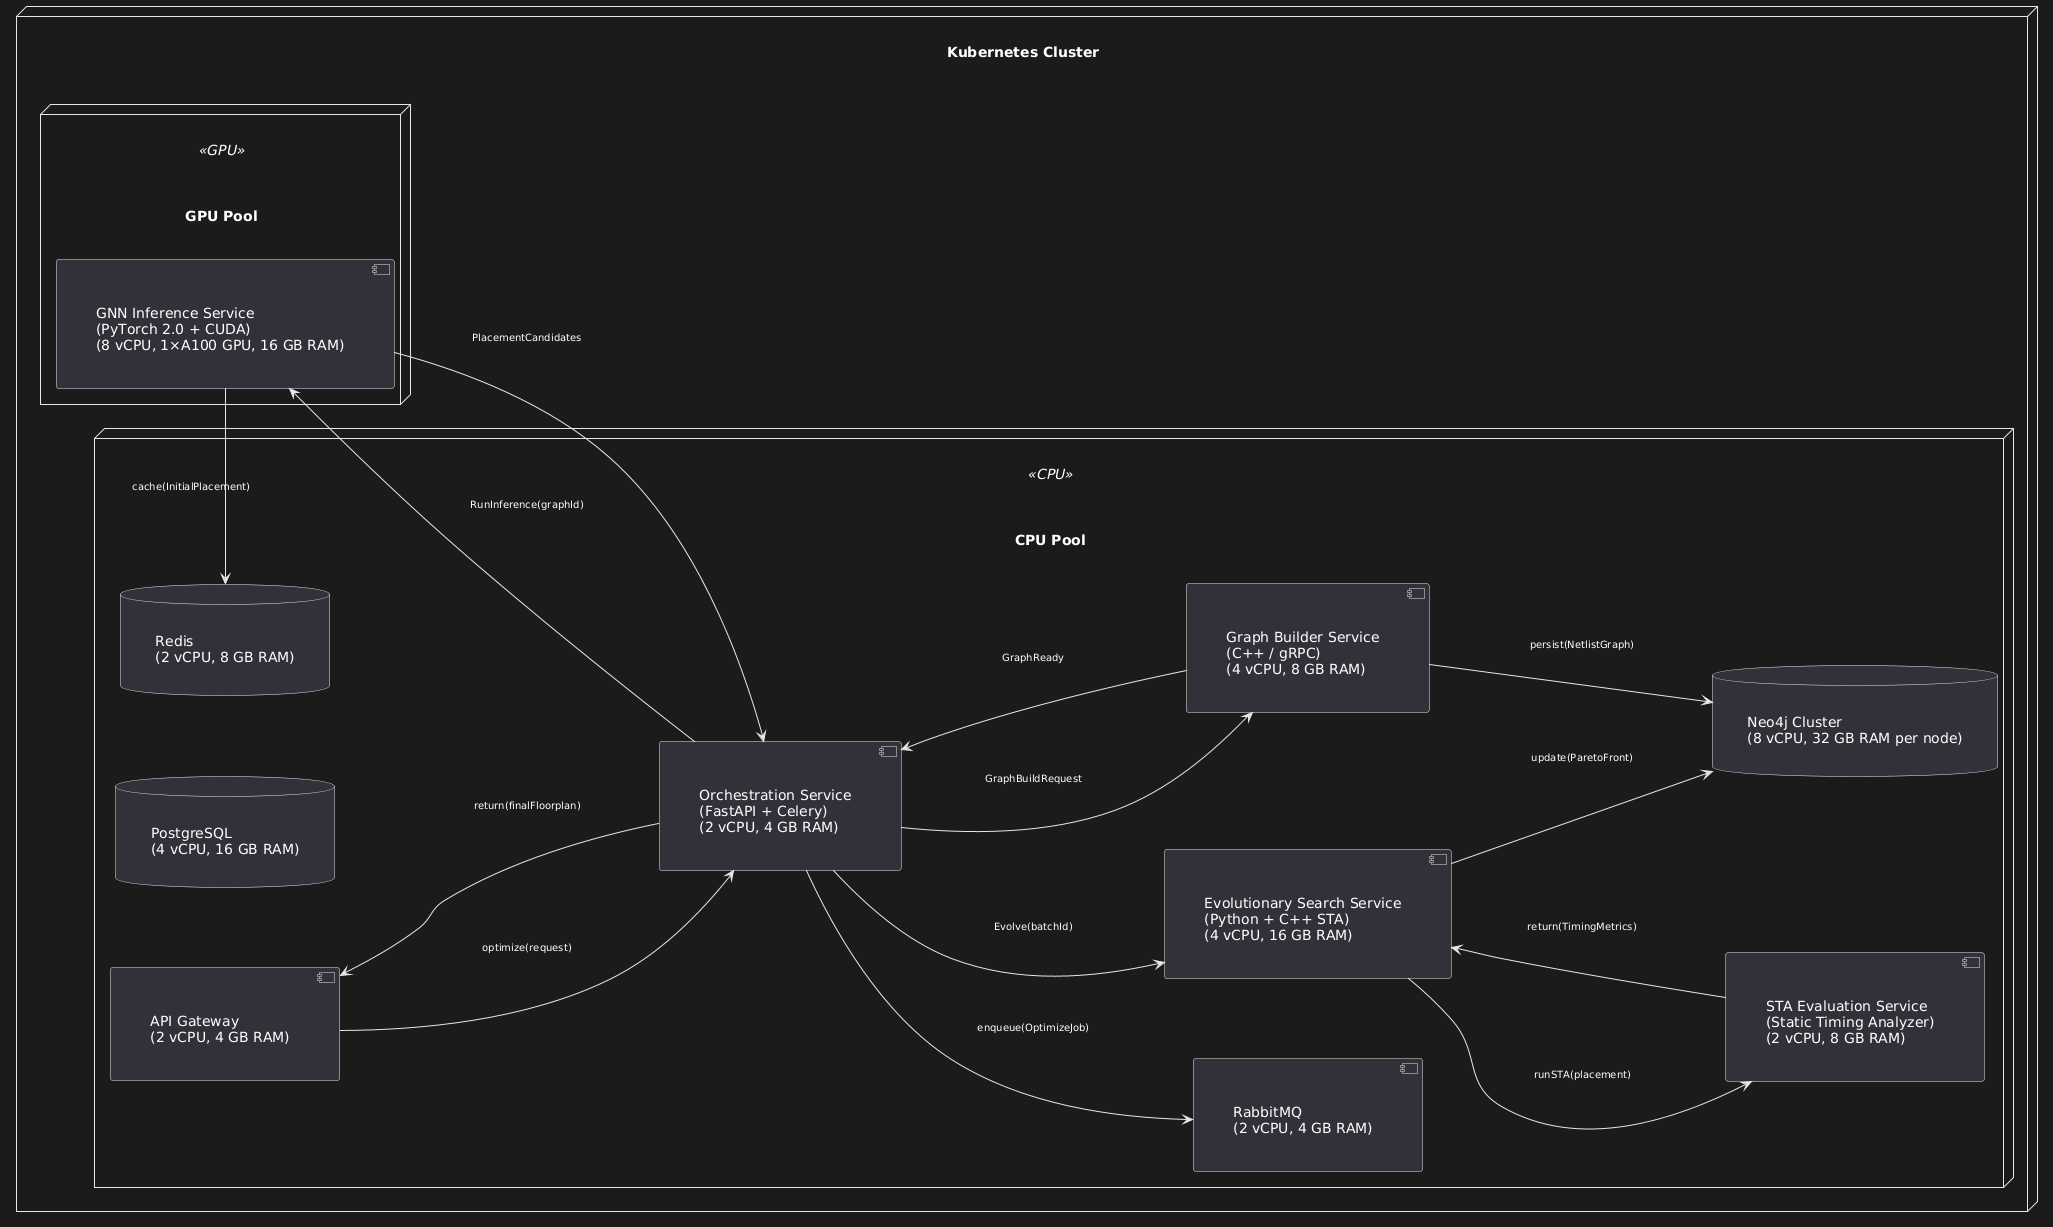 Kubernetes Cluster
«GPU»
GPU Pool
GNN Inference Service
(PyTorch 2.0 + CUDA)
(8 vCPU, 1×A100 GPU, 16 GB RAM)
PlacementCandidates
«CPU»
CPU Pool
cache(InitialPlacement)
RunInference(graphId)
Redis
(2 vCPU, 8 GB RAM)
GraphReady
Graph Builder Service
(C++ / gRPC)
(4 vCPU, 8 GB RAM)
persist(NetlistGraph)
Neo4j Cluster
(8 vCPU, 32 GB RAM per node)
update(ParetoFront)
GraphBuildRequest
Orchestration Service
(FastAPI + Celery)
(2 vCPU, 4 GB RAM)
return(finalFloorplan)
PostgreSQL
(4 vCPU, 16 GB RAM)
Evolutionary Search Service
(Python + C++ STA)
(4 vCPU, 16 GB RAM)
Evolve(batchId)
return(TimingMetrics)
optimize(request)
API Gateway
(2 vCPU, 4 GB RAM)
STA Evaluation Service
(Static Timing Analyzer)
(2 vCPU, 8 GB RAM)
enqueue(OptimizeJob)
runSTA(placement)
RabbitMQ
(2 vCPU, 4 GB RAM)